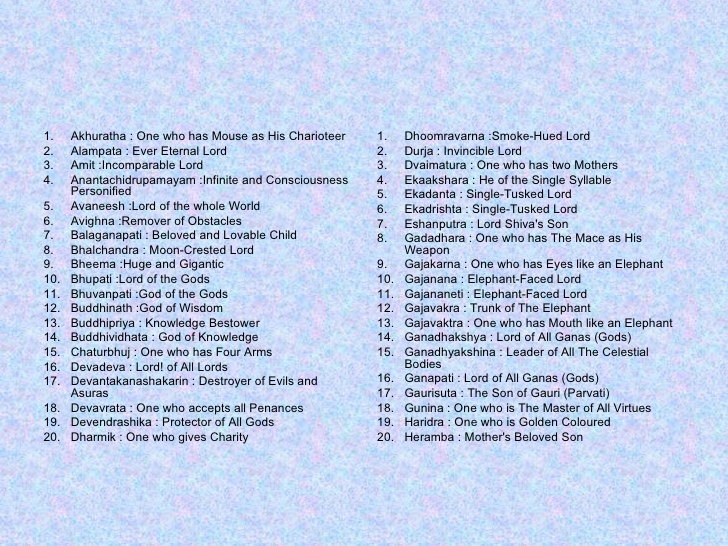 1. Akhuratha : One who has Mouse as His Charioteer
2. Alampata : Ever Eternal Lord
3. Amit :Incomparable Lord
4. Anantachidrupamayam :Infinite and Consciousness
Personified
5. Avaneesh :Lord of the whole World
6. Avighna :Remover of Obstacles
7. Balaganapati : Beloved and Lovable Child
8. Bhalchandra : Moon-Crested Lord
9. Bheema :Huge and Gigantic
10. Bhupati :Lord of the Gods
11. Bhuvanpati :God of the Gods
12. Buddhinath :God of Wisdom
13. Buddhipriya : Knowledge Bestower
14. Buddhividhata : God of Knowledge
15. Chaturbhuj : One who has Four Arms
16. Devadeva : Lord! of All Lords
17. Devantakanashakarin : Destroyer of Evils and
Asuras
18. Devavrata : One who accepts all Penances
19. Devendrashika : Protector of All Gods
20. Dharmik : One who gives Charity
1. Dhoomravarna :Smoke-Hued Lord
2. Durja : Invincible Lord
3. Dvaimatura : One who has two Mothers
4. Ekaakshara : He of the Single Syllable
5. Ekadanta : Single-Tusked Lord
6. Ekadrishta : Single-Tusked Lord
7. Eshanputra : Lord Shiva's Son
8. Gadadhara : One who has The Mace as His
Weapon
9. Gajakarna : One who has Eyes like an Elephant
10. Gajanana : Elephant-Faced Lord
11. Gajananeti : Elephant-Faced Lord
12. Gajavakra : Trunk of The Elephant
13. Gajavaktra : One who has Mouth like an Elephant
14. Ganadhakshya : Lord of All Ganas (Gods)
15. Ganadhyakshina : Leader of All The Celestial
Bodies
16. Ganapati : Lord of All Ganas (Gods)
17. Gaurisuta : The Son of Gauri (Parvati)
18. Gunina : One who is The Master of All Virtues
19. Haridra : One who is Golden Coloured
20. Heramba : Mother's Beloved Son